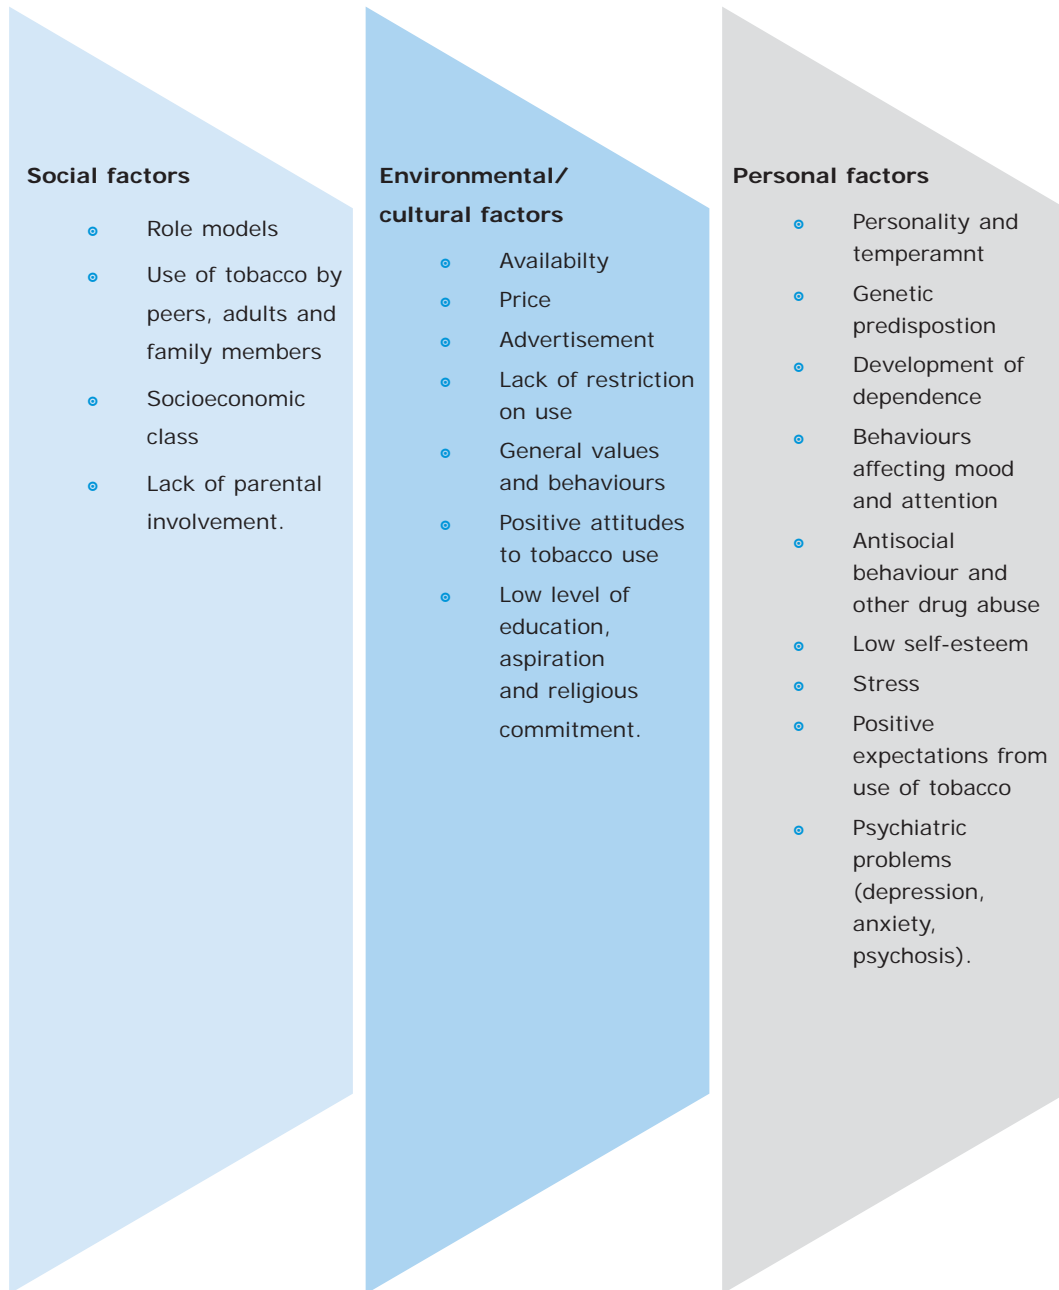 Social factors
Role models
Use of tobacco by
peers, adults and
family members
Socioeconomic
class
Lack of parental
involvement.
Environmental/
cultural factors
Availabilty
Price
Advertisement
Lack of restriction
on use
General values
and behaviours
Positive attitudes
to tobacco use
Low level of
education,
aspiration
and religious
commitment.
Personal factors
Personality and
temperamnt
Genetic
predispostion
Development of
dependence
Behaviours
affecting mood
and attention
Antisocial
behaviour and
other drug abuse
Low self-esteem
Stress
Positive
expectations from
use of tobacco
Psychiatric
problems
(depression,
anxiety,
psychosis).